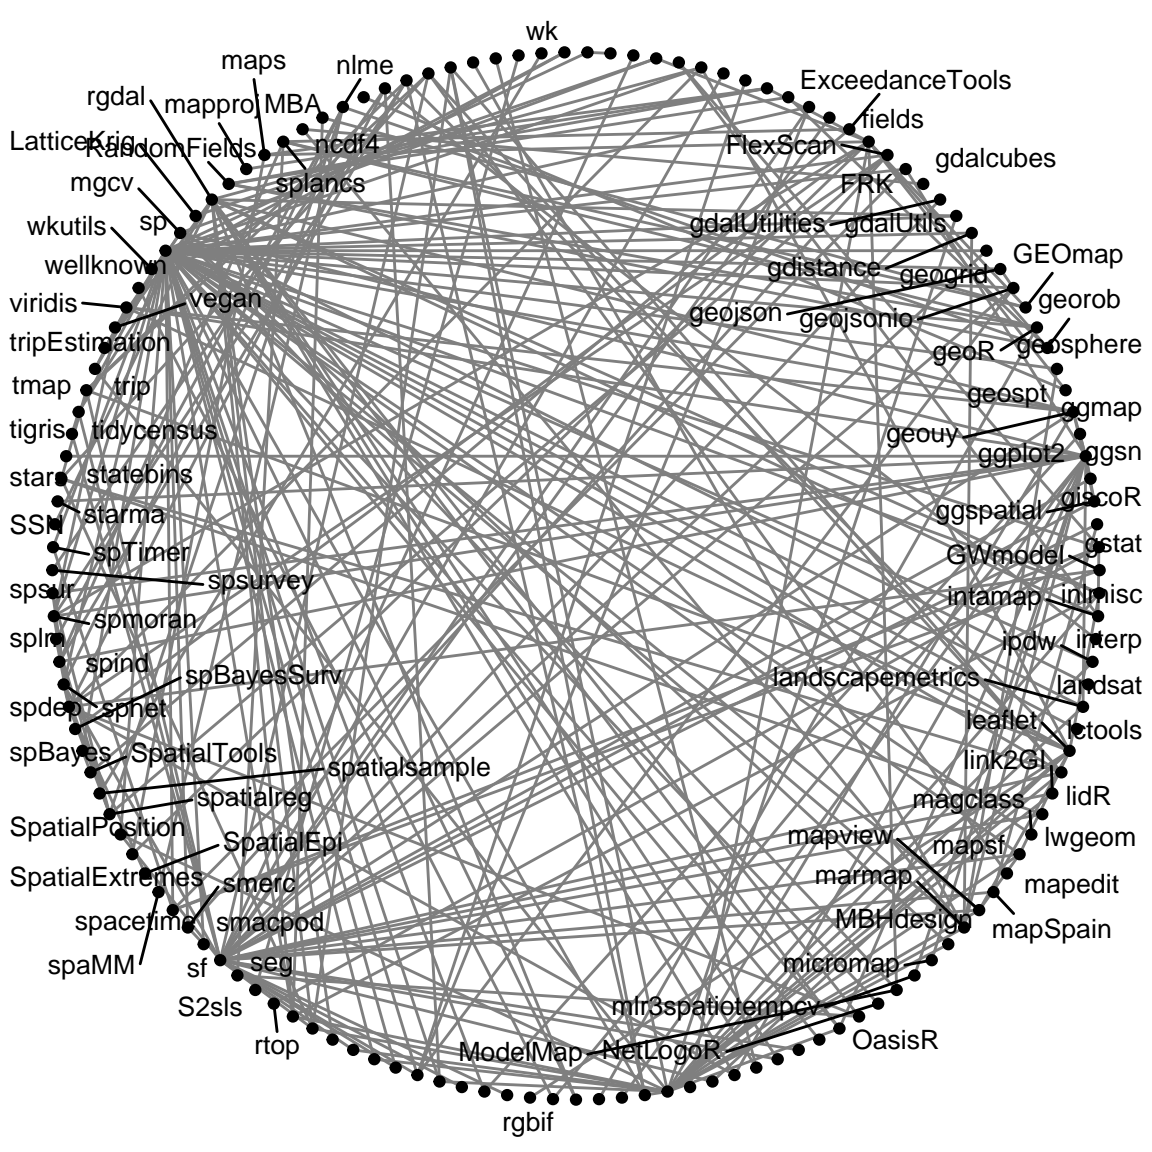 wk
maps
nlme
ExceedanceTools
rgdal
mapproj
MBA
fields
LatticeKrig
RandomFields
ncdf4
FlexScan
gdalcubes
mgcv
splancs
FRK
wkutils
sp
gdalUtilities
gdalUtils
wellknown
gdistance
geogrid
GEOmap
viridis
vegan
geojson
geojsonio
georob
tripEstimation
geoR
geosphere
tmap
trip
geospt
ggmap
tigris
tidycensus
geouy
ggplot2
ggsn
stars
statebins
giscoR
SSN
starma
ggspatial
spTimer
GWmodel
gstat
spsur
spsurvey
intamap
inlmisc
spmoran
splm
ipdw
interp
spind
spBayesSurv
landscapemetrics
landsat
spdep
sphet
leaflet
lctools
spBayes
SpatialTools
link2GI
spatialsample
spatialreg
magclass
lidR
SpatialPosition
SpatialEpi
mapview
mapsf
lwgeom
SpatialExtremes
smerc
marmap
mapedit
spacetime
smacpod
MBHdesign
mapSpain
spaMM
sf
seg
micromap
S2sls
mlr3spatiotempcv
rtop
ModelMap
NetLogoR
OasisR
rgbif